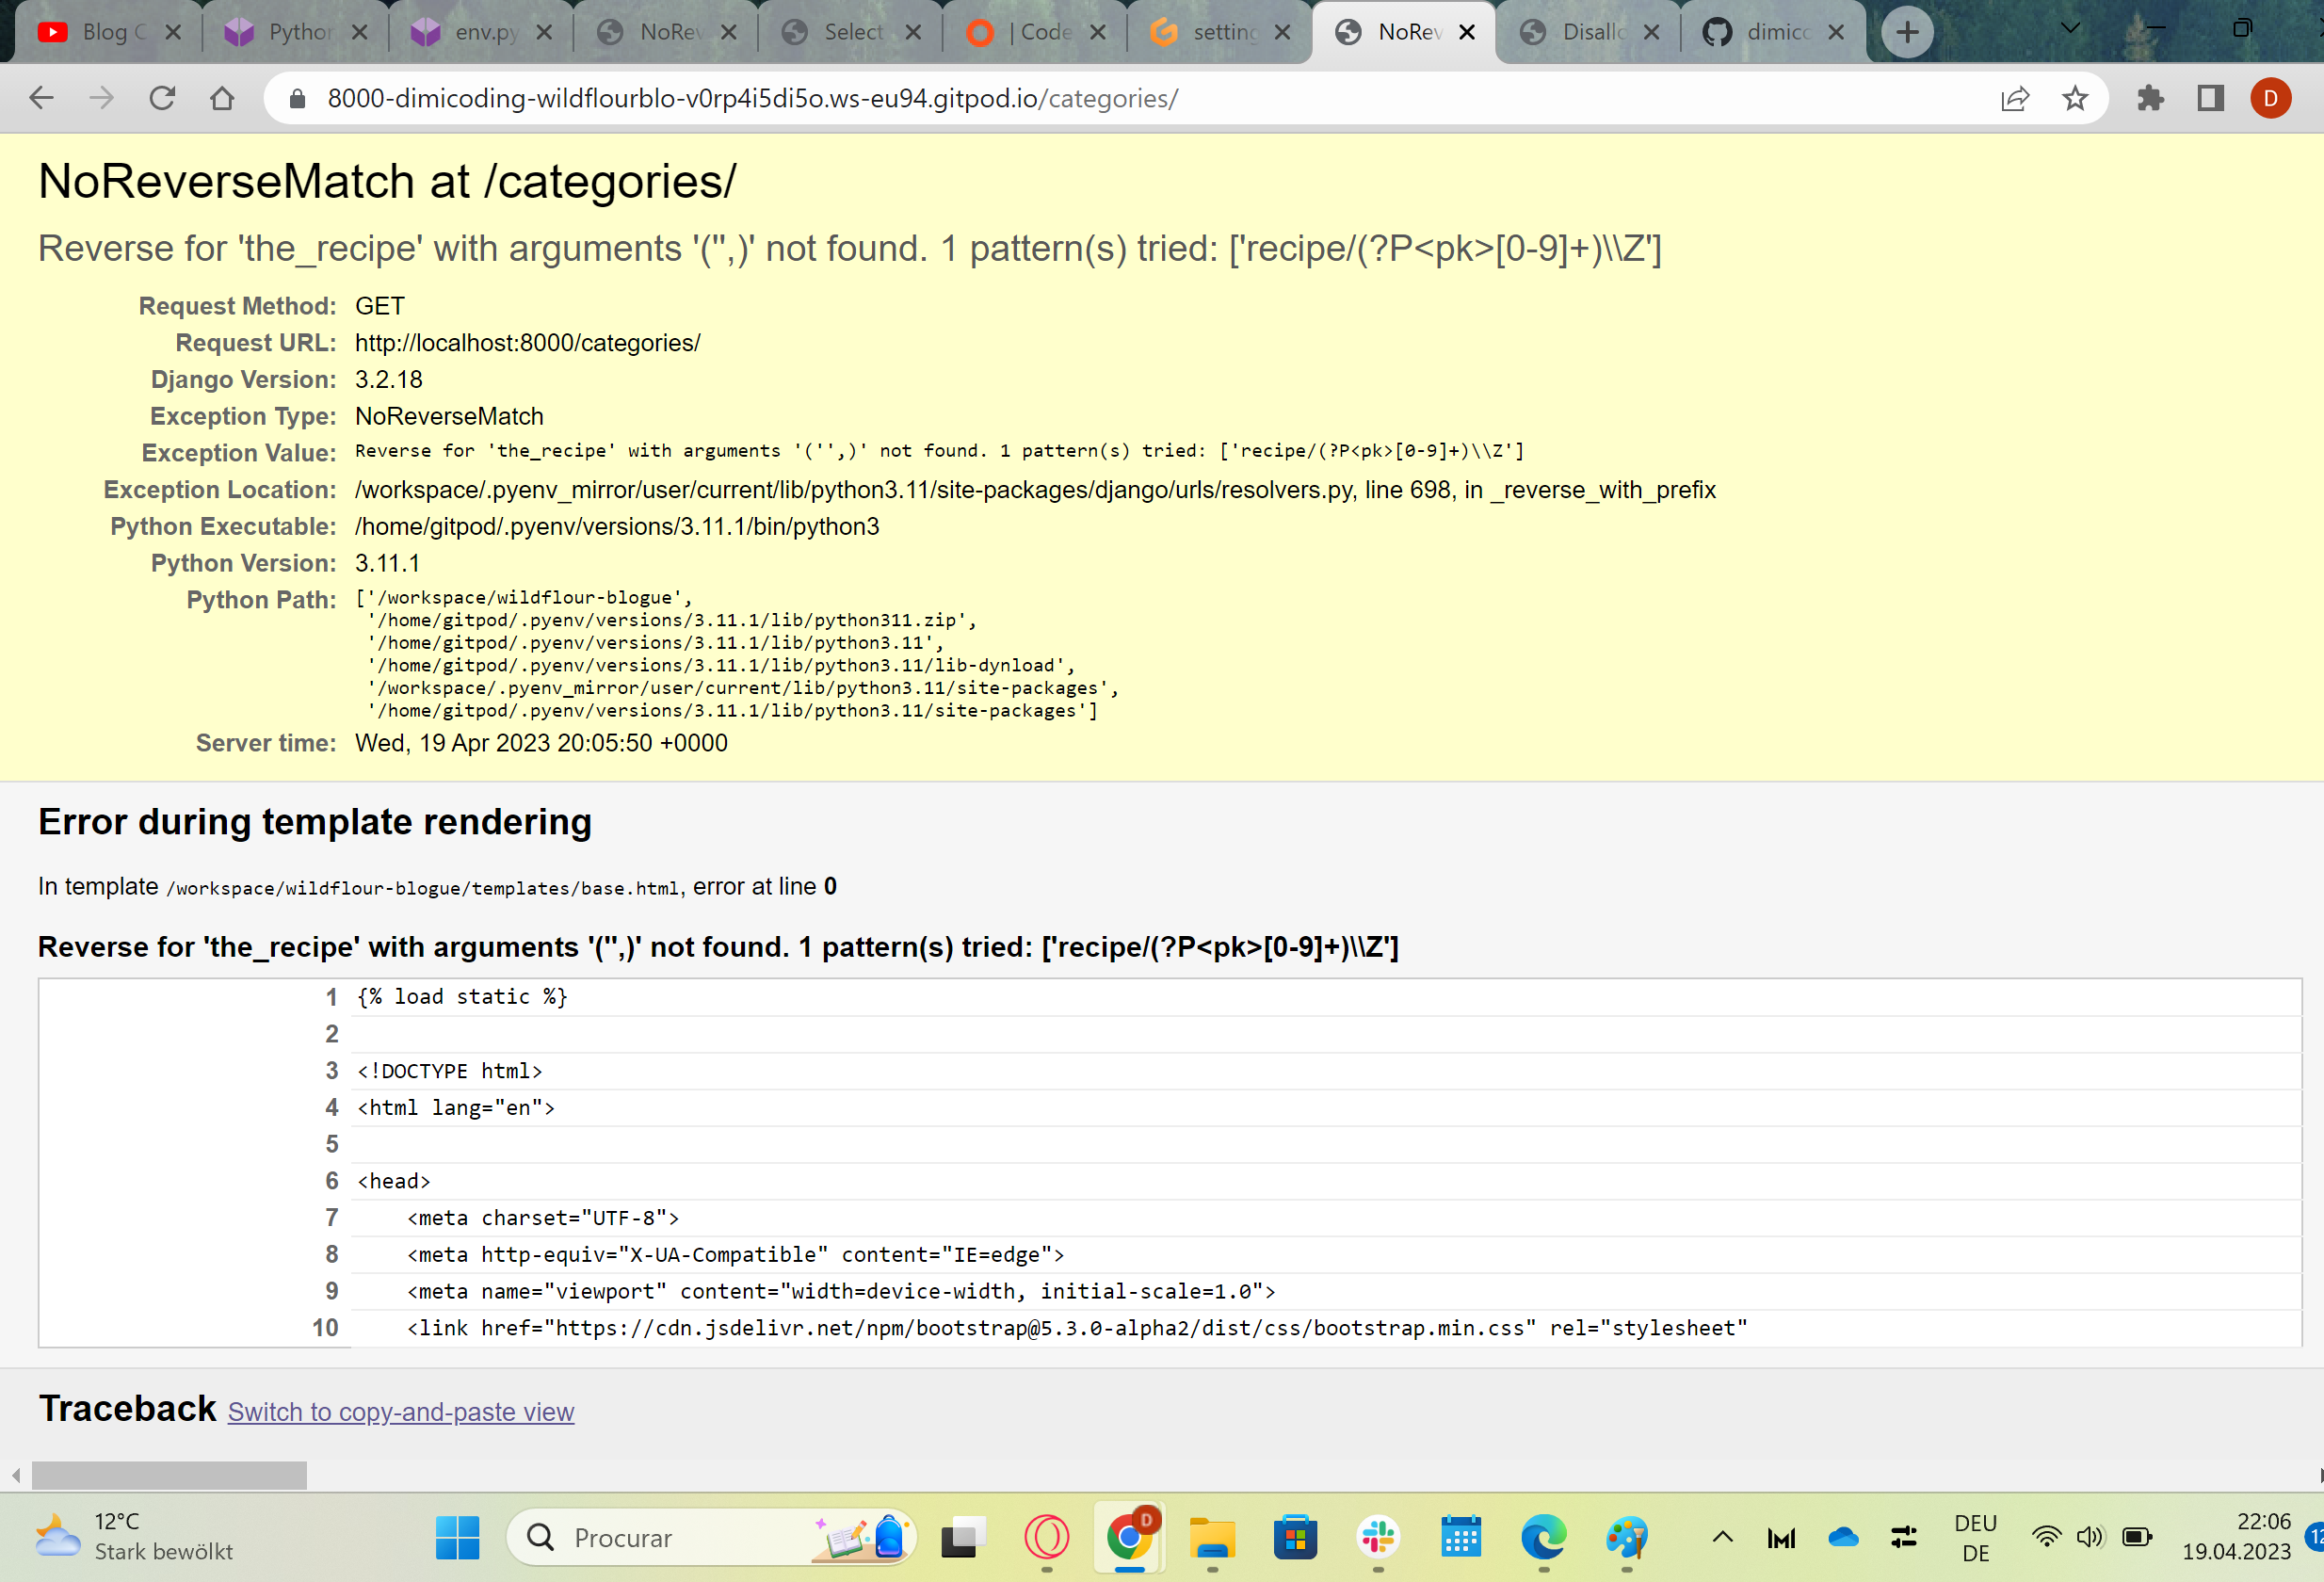 Blog C
Python
env.py
NoRev
Select
| Code
setting
NoRev
Disallo
dimicc
8000-dimicoding-wildflourblo-v0rp4i5di5o.ws-eu94.gitpod.io/categories/
D
NoReverseMatch at /categories/
Reverse for 'the_recipe' with arguments '('',)' not found. 1 pattern(s) tried: ['recipe/(?P<pk>[0-9]+)\\Z']
Request Method: GET
Request URL: http://localhost:8000/categories/
Django Version: 3.2.18
Exception Type: NoReverseMatch
Exception Value: Reverse for 'the_recipe' with arguments '('',)' not found. 1 pattern(s) tried: ['recipe/(?P<pk>[0-9]+)\\Z']
Exception Location: /workspace/.pyenv_mirror/user/current/lib/python3.11/site-packages/django/urls/resolvers.py, line 698, in _reverse_with_prefix
Python Executable: /home/gitpod/.pyenv/versions/3.11.1/bin/python3
Python Version: 3.11.1
Python Path: ['/workspace/wildflour-blogue',
'/home/gitpod/.pyenv/versions/3.11.1/lib/python311.zip',
'/home/gitpod/.pyenv/versions/3.11.1/lib/python3.11',
'/home/gitpod/.pyenv/versions/3.11.1/lib/python3.11/lib-dynload',
'/workspace/.pyenv_mirror/user/current/lib/python3.11/site-packages',
'/home/gitpod/.pyenv/versions/3.11.1/lib/python3.11/site-packages']
Server time: Wed, 19 Apr 2023 20:05:50 +0000
Error during template rendering
In template /workspace/wildflour-blogue/templates/base.html, error at line 0
Reverse for 'the_recipe' with arguments '('',)' not found. 1 pattern(s) tried: ['recipe/(?P<pk>[0-9]+)\\Z']
1 {% load static %}
2
3 <!DOCTYPE html>
4 <html lang="en">
5
6 <head>
7 <meta charset="UTF-8">
8 <meta http-equiv="X-UA-Compatible" content="IE=edge">
9 <meta name="viewport" content="width=device-width, initial-scale=1.0">
10 <link href="https://cdn.jsdelivr.net/npm/bootstrap@5.3.0-alpha2/dist/css/bootstrap.min.css" rel="stylesheet"
Traceback Switch to copy-and-paste view
12°C
Stark bewölkt
Procurar
D
DEU
DE
22:06
19.04.2023
12